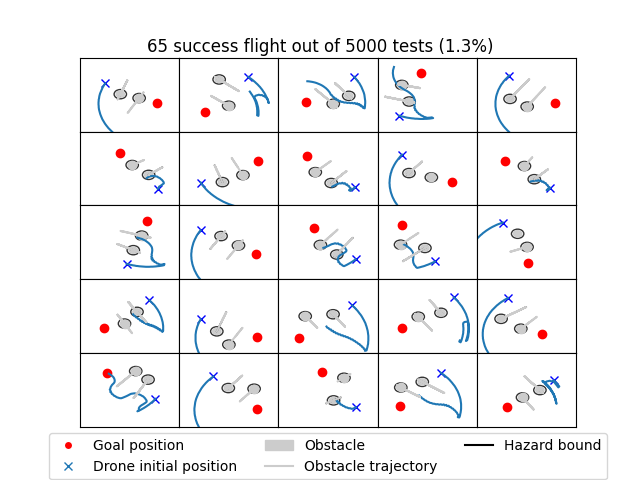 65 success flight out of 5000 tests (1.3%)
Goal position
Drone initial position
Obstacle
Obstacle trajectory
Hazard bound